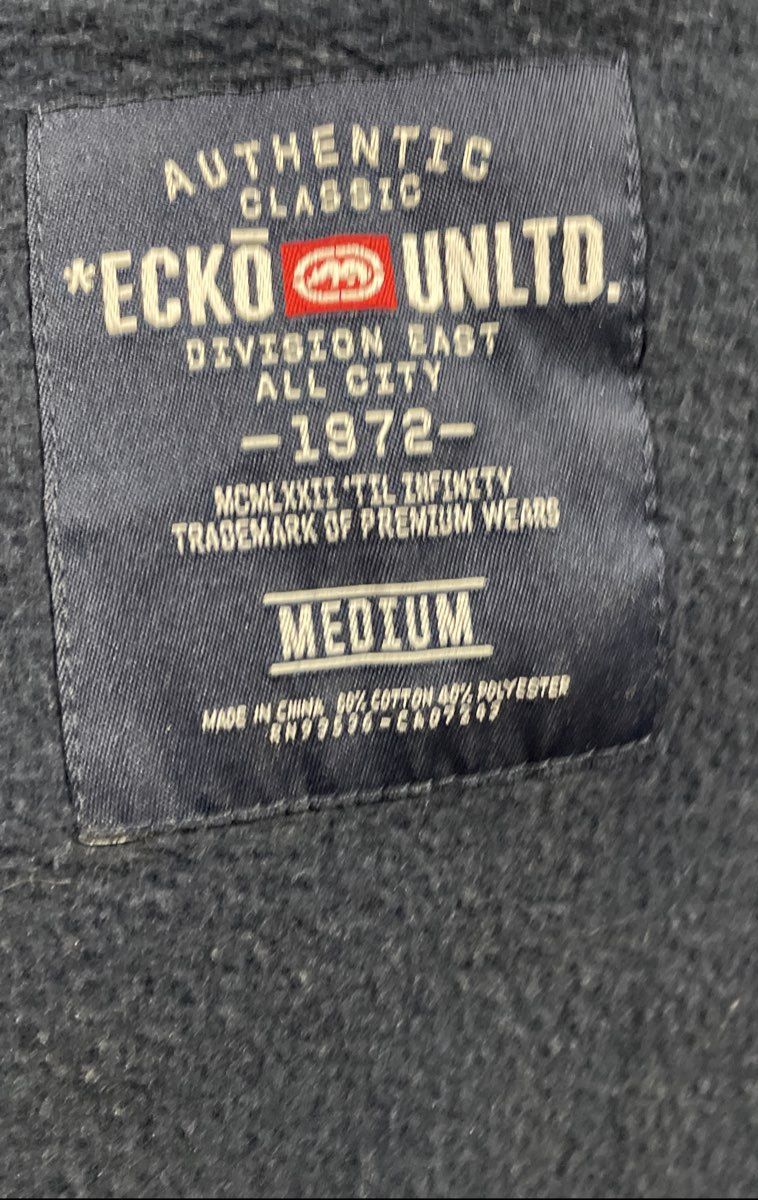 AUTHENTIC
CLASSIC
*ECKŌ UNLTD.
DIVISION EAST
ALL CITY
-1972-
MCMLXXII 'TIL INFINITY
TRADEMARK OF PREMIUM WEARS
MEDIUM
MADE IN CHINA 60% COTTON 40% POLYESTER